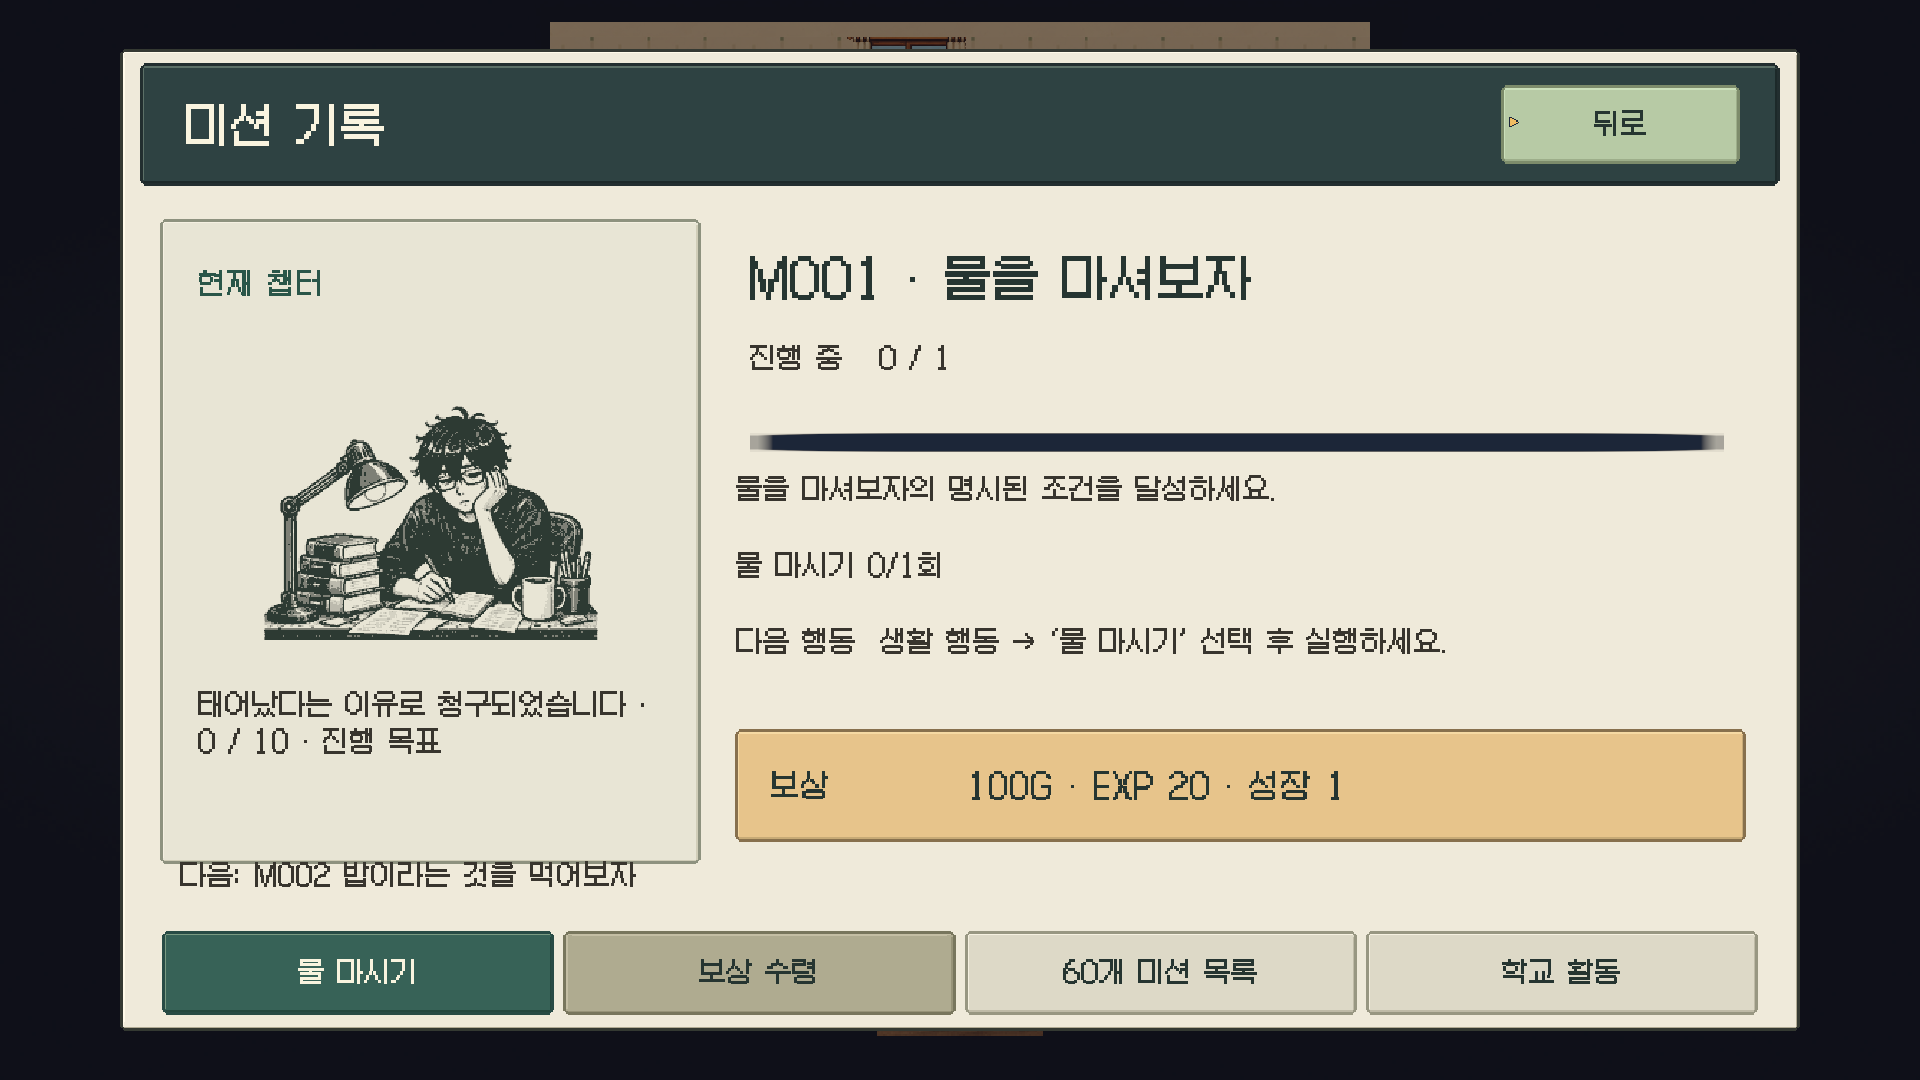 미션 기록
뒤로
현재 챕터
태어났다는 이유로 청구되었습니다 ·
0 / 10 · 진행 목표
다음: M002 밥이라는 것을 먹어보자
M001 · 물을 마셔보자
진행 중 0 / 1
물을 마셔보자의 명시된 조건을 달성하세요.
물 마시기 0/1회
다음 행동 생활 행동 → ‘물 마시기’ 선택 후 실행하세요.
보상 100G · EXP 20 · 성장 1
물 마시기
보상 수령
60개 미션 목록
학교 활동